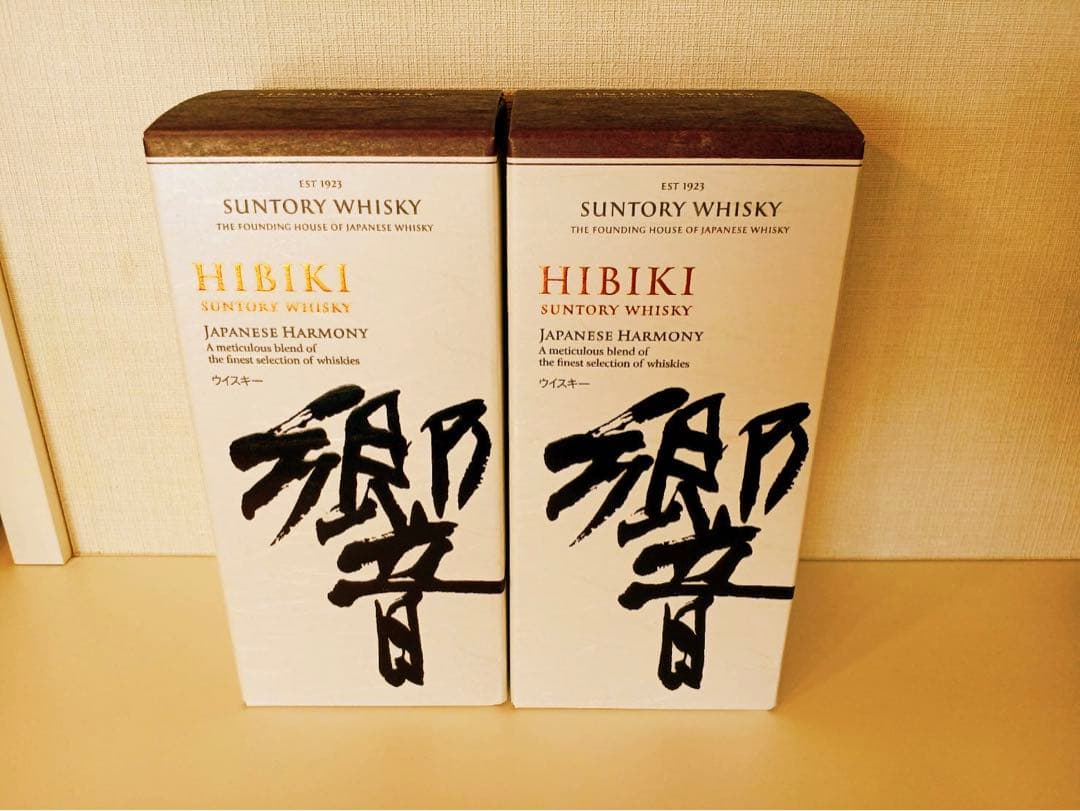 EST 1923
SUNTORY WHISKY
THE FOUNDING HOUSE OF JAPANESE WHISKY
HIBIKI
SUNTORY WHISKY
JAPANESE HARMONY
A meticulous blend of
the finest selection of whiskies
ウイスキー
響
EST 1923
SUNTORY WHISKY
THE FOUNDING HOUSE OF JAPANESE WHISKY
HIBIKI
SUNTORY WHISKY
JAPANESE HARMONY
A meticulous blend of
the finest selection of whiskies
ウイスキー
響